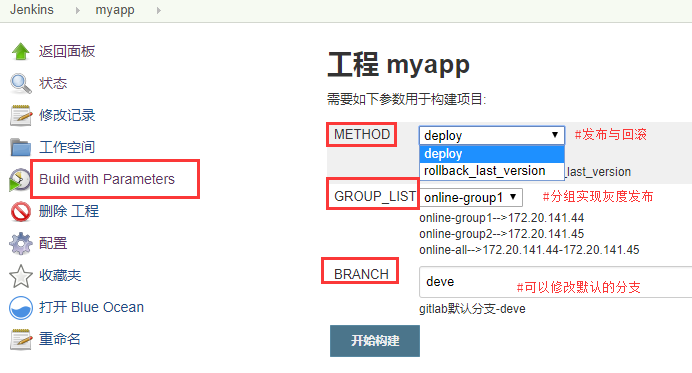 Jenkins
myapp
返回面板
状态
修改记录
工作空间
Build with Parameters
删除 工程
配置
收藏夹
打开 Blue Ocean
重命名
工程 myapp
需要如下参数用于构建项目:
METHOD
deploy
#发布与回滚
deploy
rollback_last_version
_last_version
GROUP_LIST
online-group1
#分组实现灰度发布
online-group1-->172.20.141.44
online-group2-->172.20.141.45
online-all-->172.20.141.44-172.20.141.45
BRANCH
deve
#可以修改默认的分支
gitlab默认分支-deve
开始构建